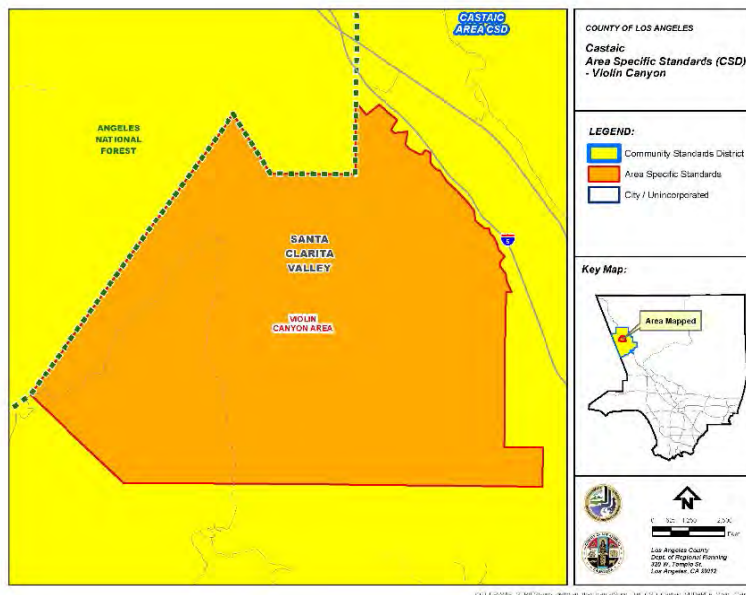 CASTAIC
AREA CSD
ANGELES
NATIONAL
FOREST
SANTA
CLARITA
VALLEY
VIOLIN
CANYON AREA
5
COUNTY OF LOS ANGELES
Castaic
Area Specific Standards (CSD)
- Violin Canyon
LEGEND:
Community Standards District
Area Specific Standards
City / Unincorporated
Key Map:
Area Mapped
N
0
Los Angeles County
Dept. of Regional Planning
320 W. Temple St.
Los Angeles, CA 90012